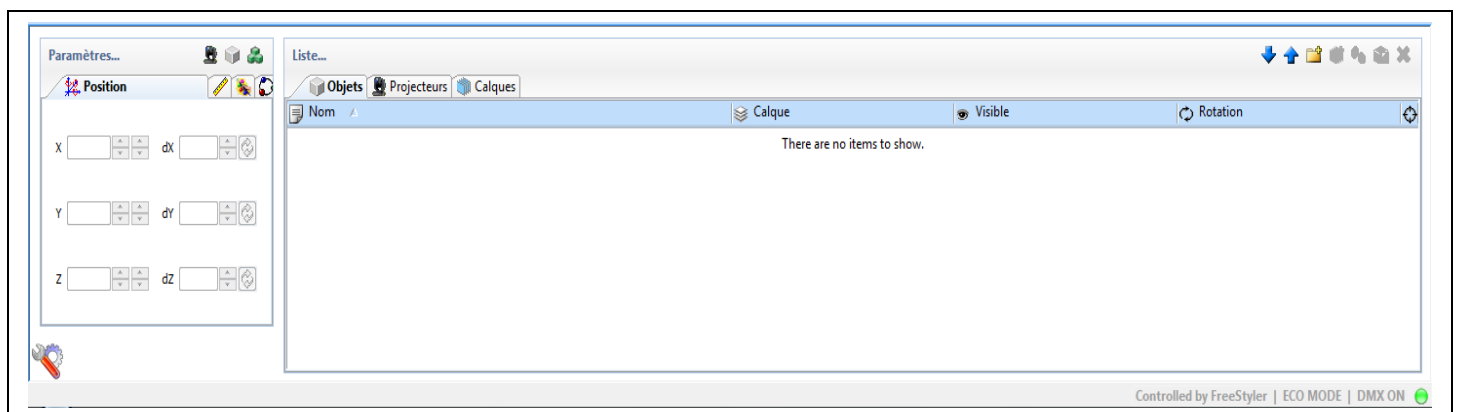 Paramètres...
Liste...
Position
Objets Projecteurs Calques
Nom Calque Visible Rotation
There are no items to show.
X dX
Y dY
Z dZ
Controlled by FreeStyler | ECO MODE | DMX ON